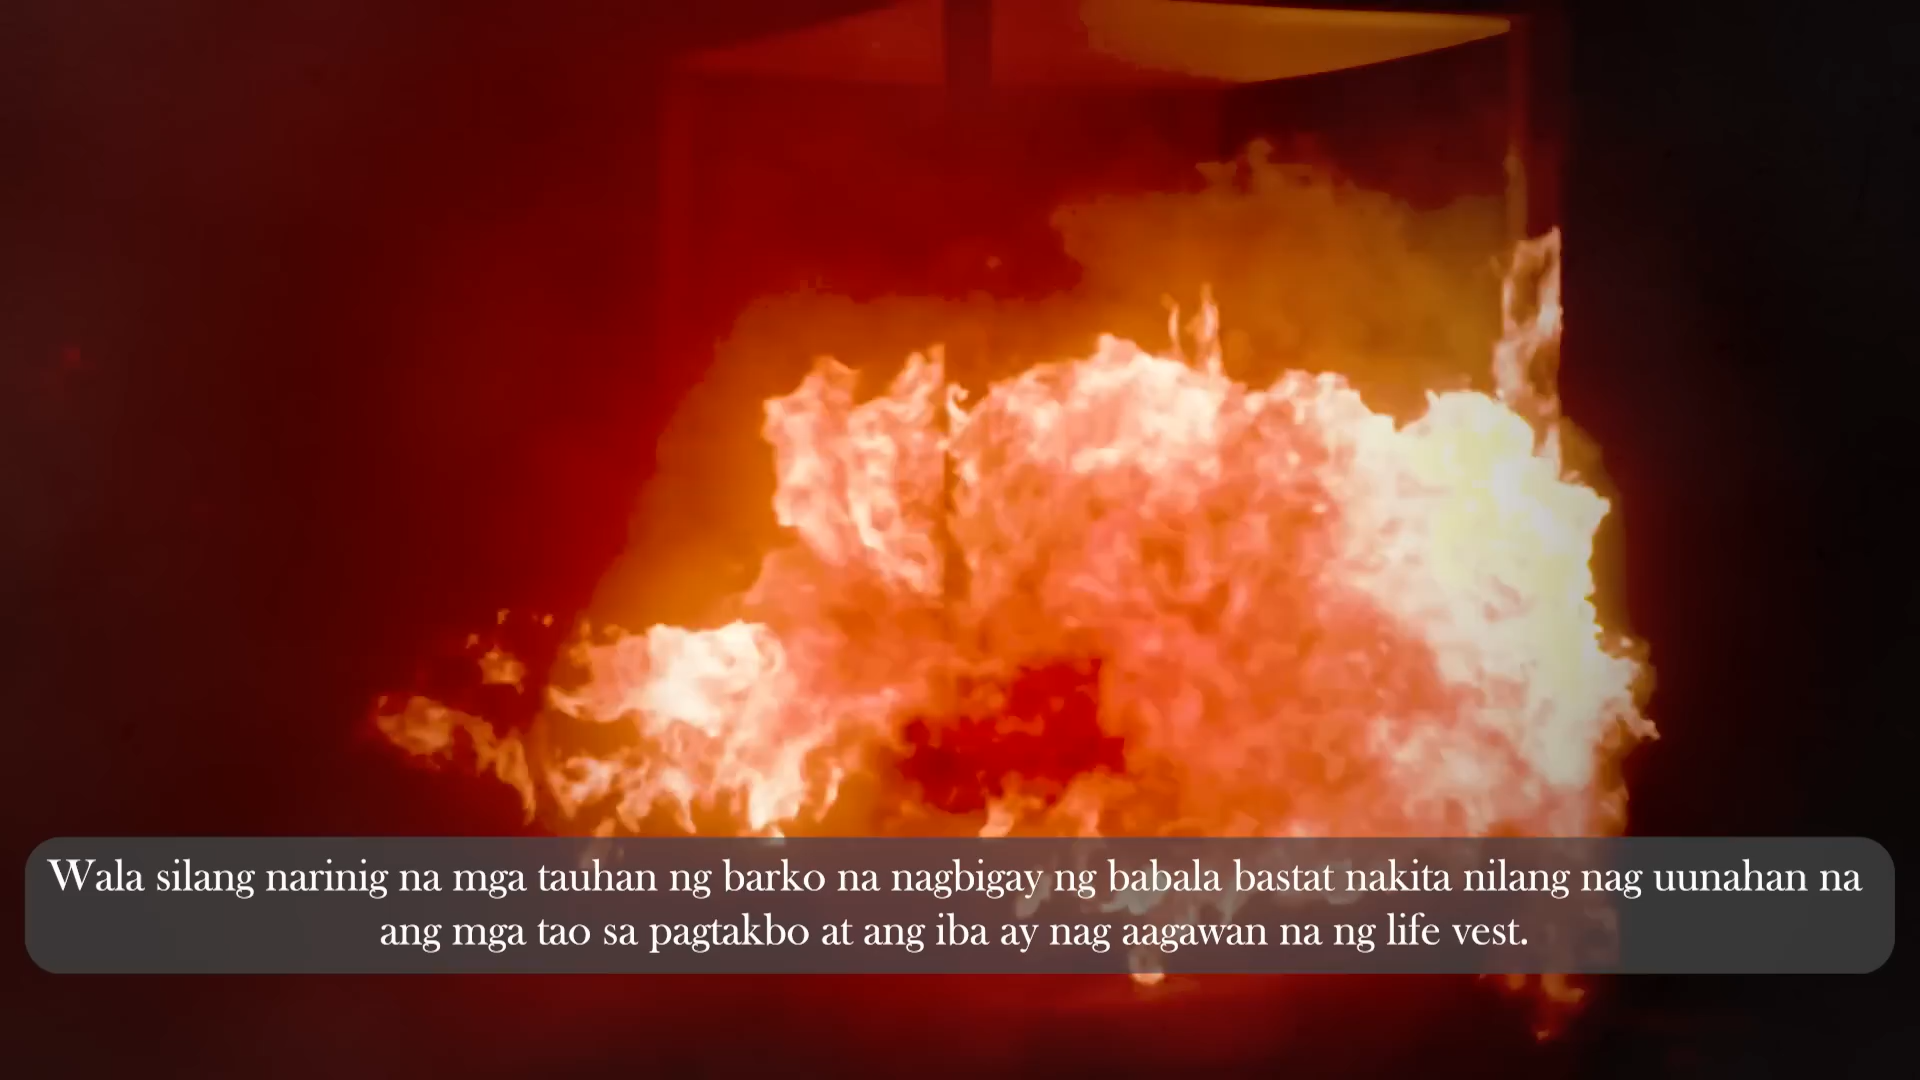 Wala silang narinig na mga tauhan ng barko na nagbigay ng babala bastat nakita nilang nag uunahan na
ang mga tao sa pagtakbo at ang iba ay nag aagawan na ng life vest.